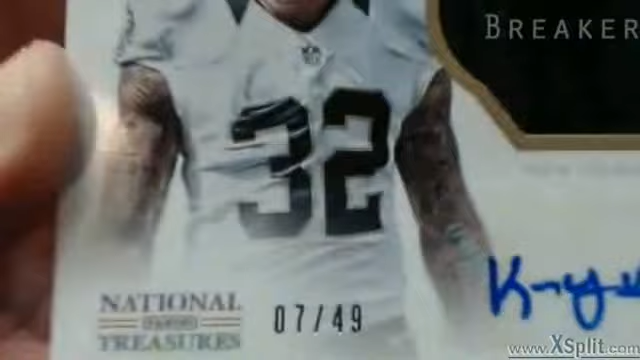 BREAKER
32
NATIONAL
TREASURES
07/49
www.XSplit.com